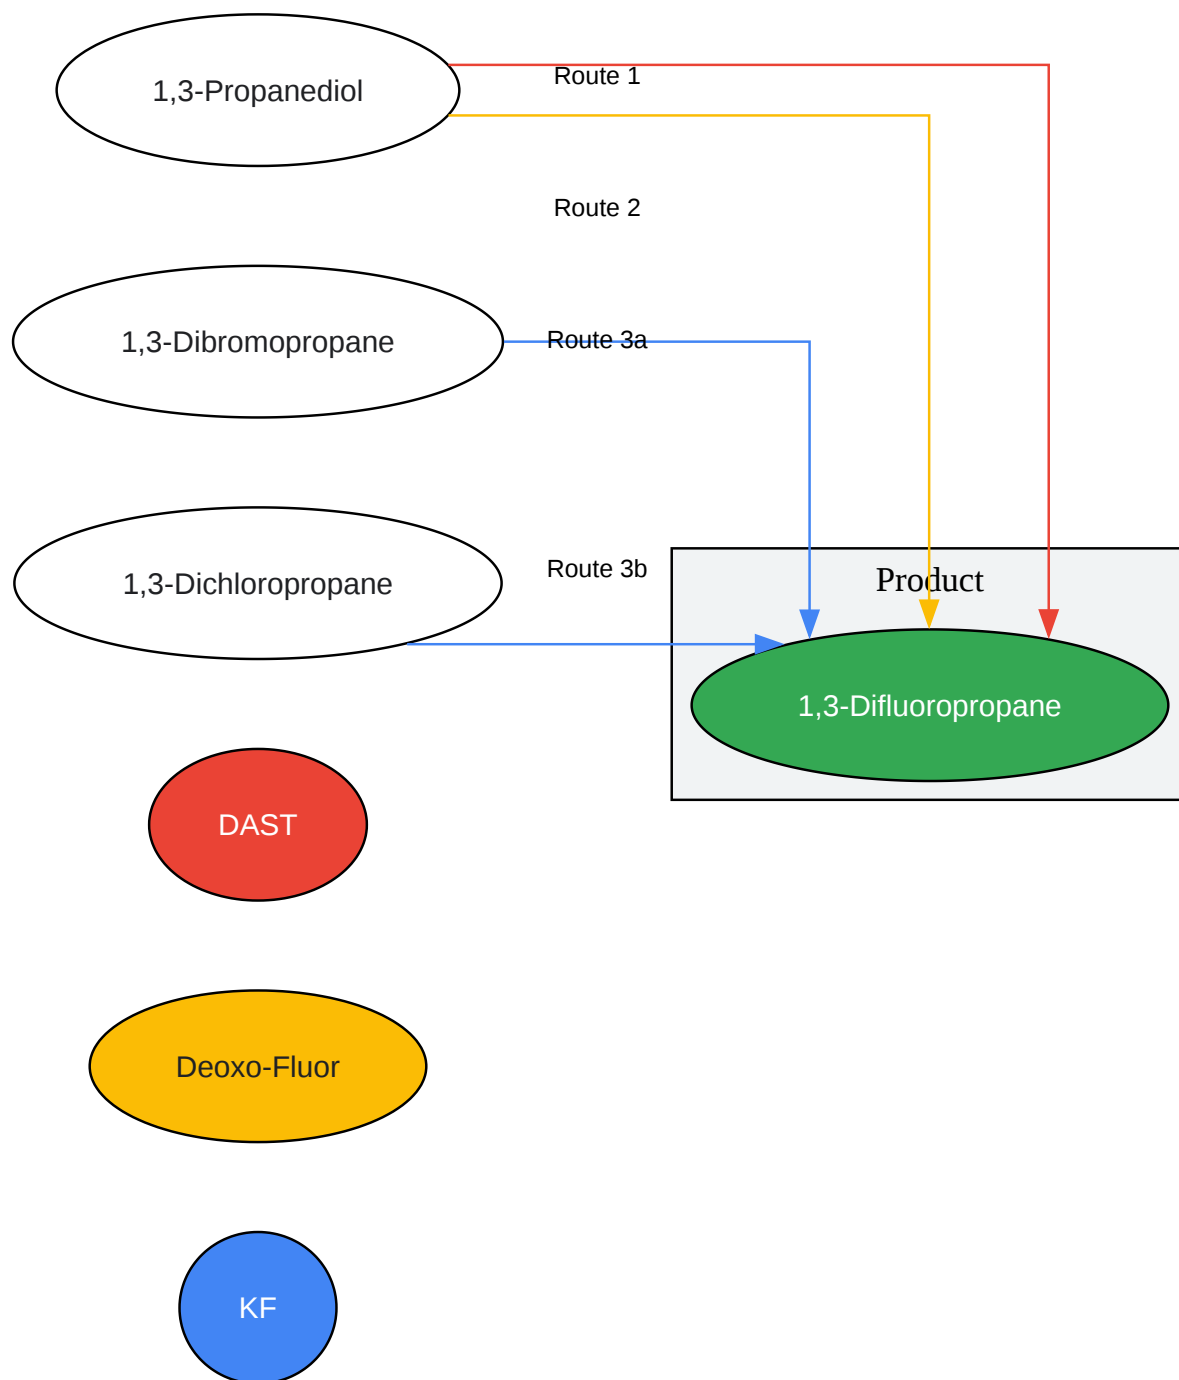 1,3-Propanediol
Route 1
Route 2
1,3-Dibromopropane
Route 3a
1,3-Dichloropropane
Route 3b
Product
1,3-Difluoropropane
DAST
Deoxo-Fluor
KF